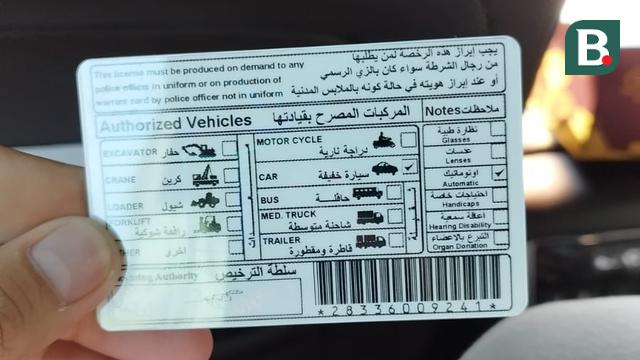 B.
This license must be produced on demand to any
police officer in uniform or on production of
warrant card by police officer not in uniform
يجب إبراز هذه الرخصة لمن يطلبها
من رجال الشرطة سواء كان بالزي الرسمي
أو عند إبراز هويته في حالة كونه بالملابس المدنية
Authorized Vehicles المركبات المصرح بقيادتها
Notes ملاحظات
EXCAVATOR حفار
CRANE كرين
LOADER شيول
FORKLIFT رافعة شوكية
أخرى
MOTOR CYCLE
دراجة نارية
CAR
سيارة خفيفة
BUS حافلة
MED. TRUCK
شاحنة متوسطة
TRAILER
قاطرة ومقطورة
نظارة طبية
Glasses
عدسات
Lenses
اوتوماتيك
Automatic
احتياجات خاصة
Handicaps
اعاقة سمعية
Hearing Disability
التبرع بالاعضاء
Organ Donation
Authority سلطة الترخيص
*28336009241*